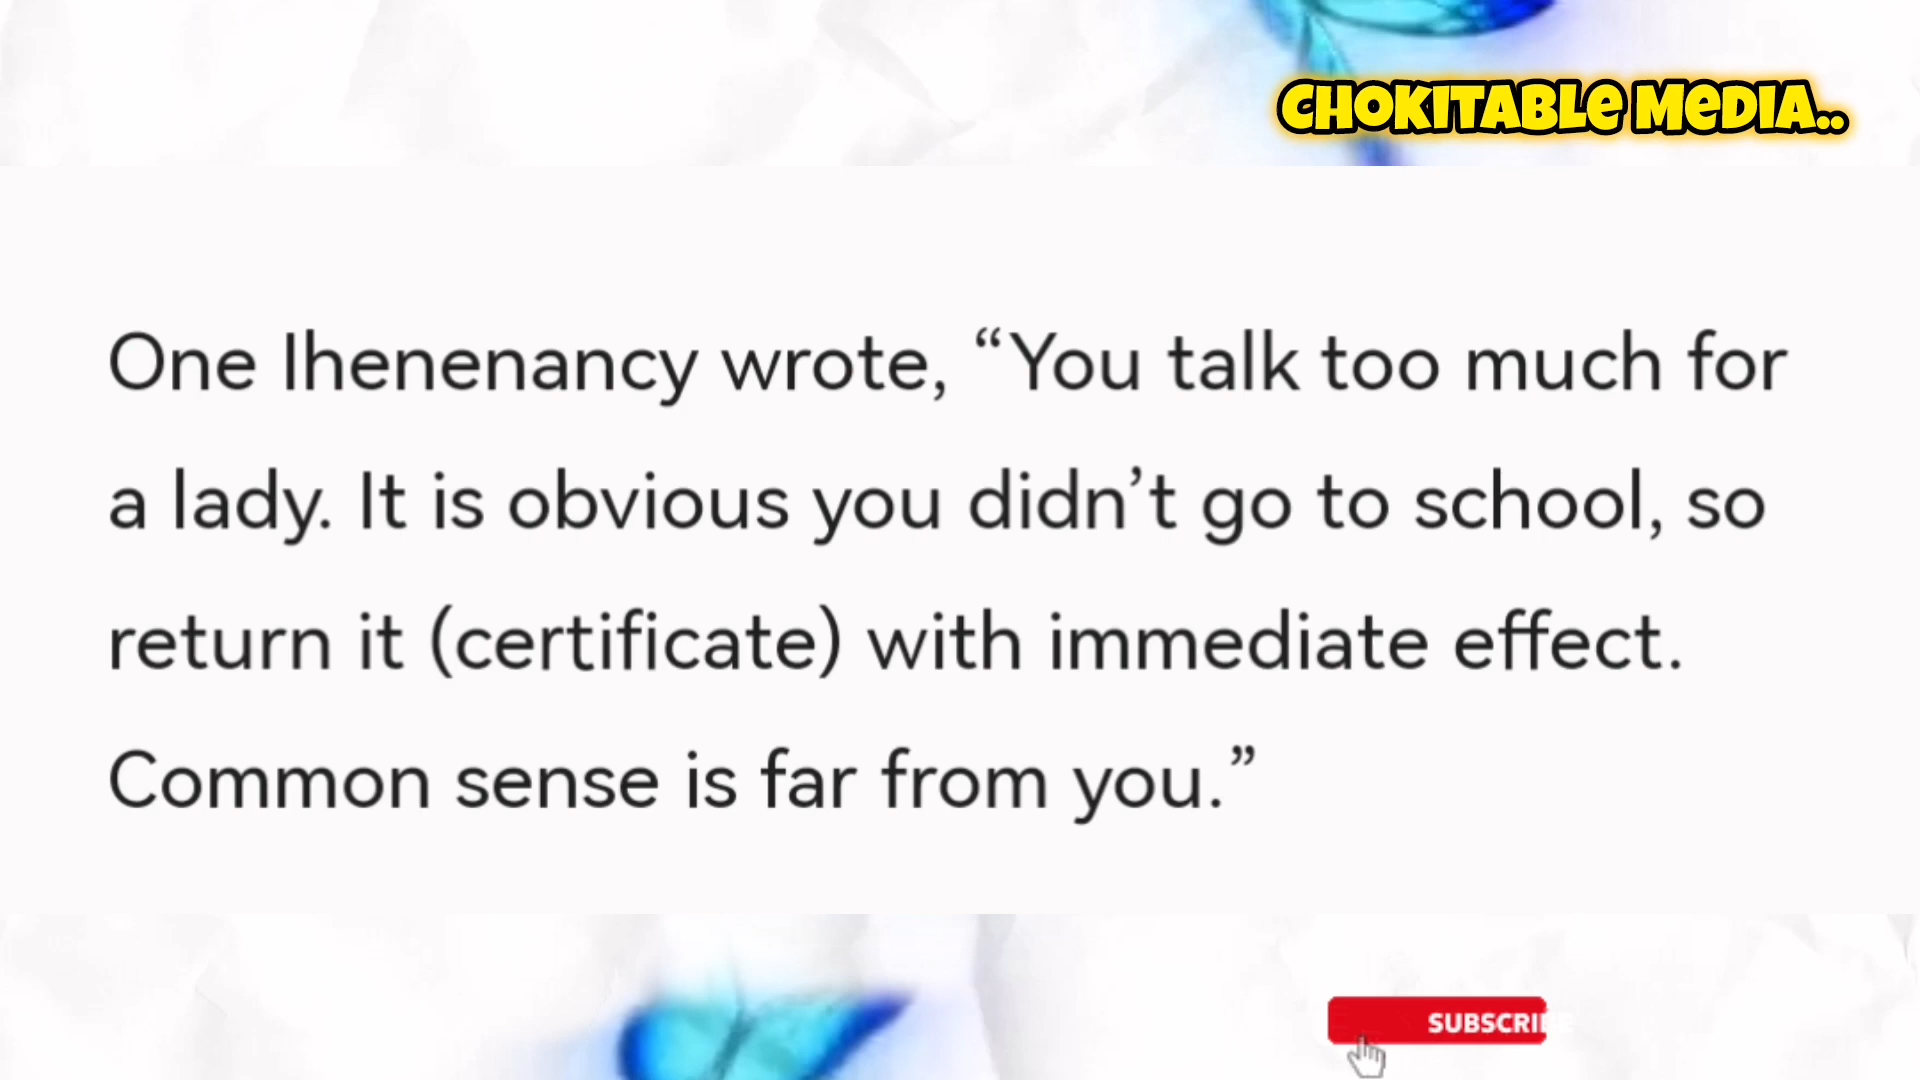 CHOKITABLE MEDIA..
One Ihenenancy wrote, “You talk too much for
a lady. It is obvious you didn’t go to school, so
return it (certificate) with immediate effect.
Common sense is far from you.”
SUBSCRIBE